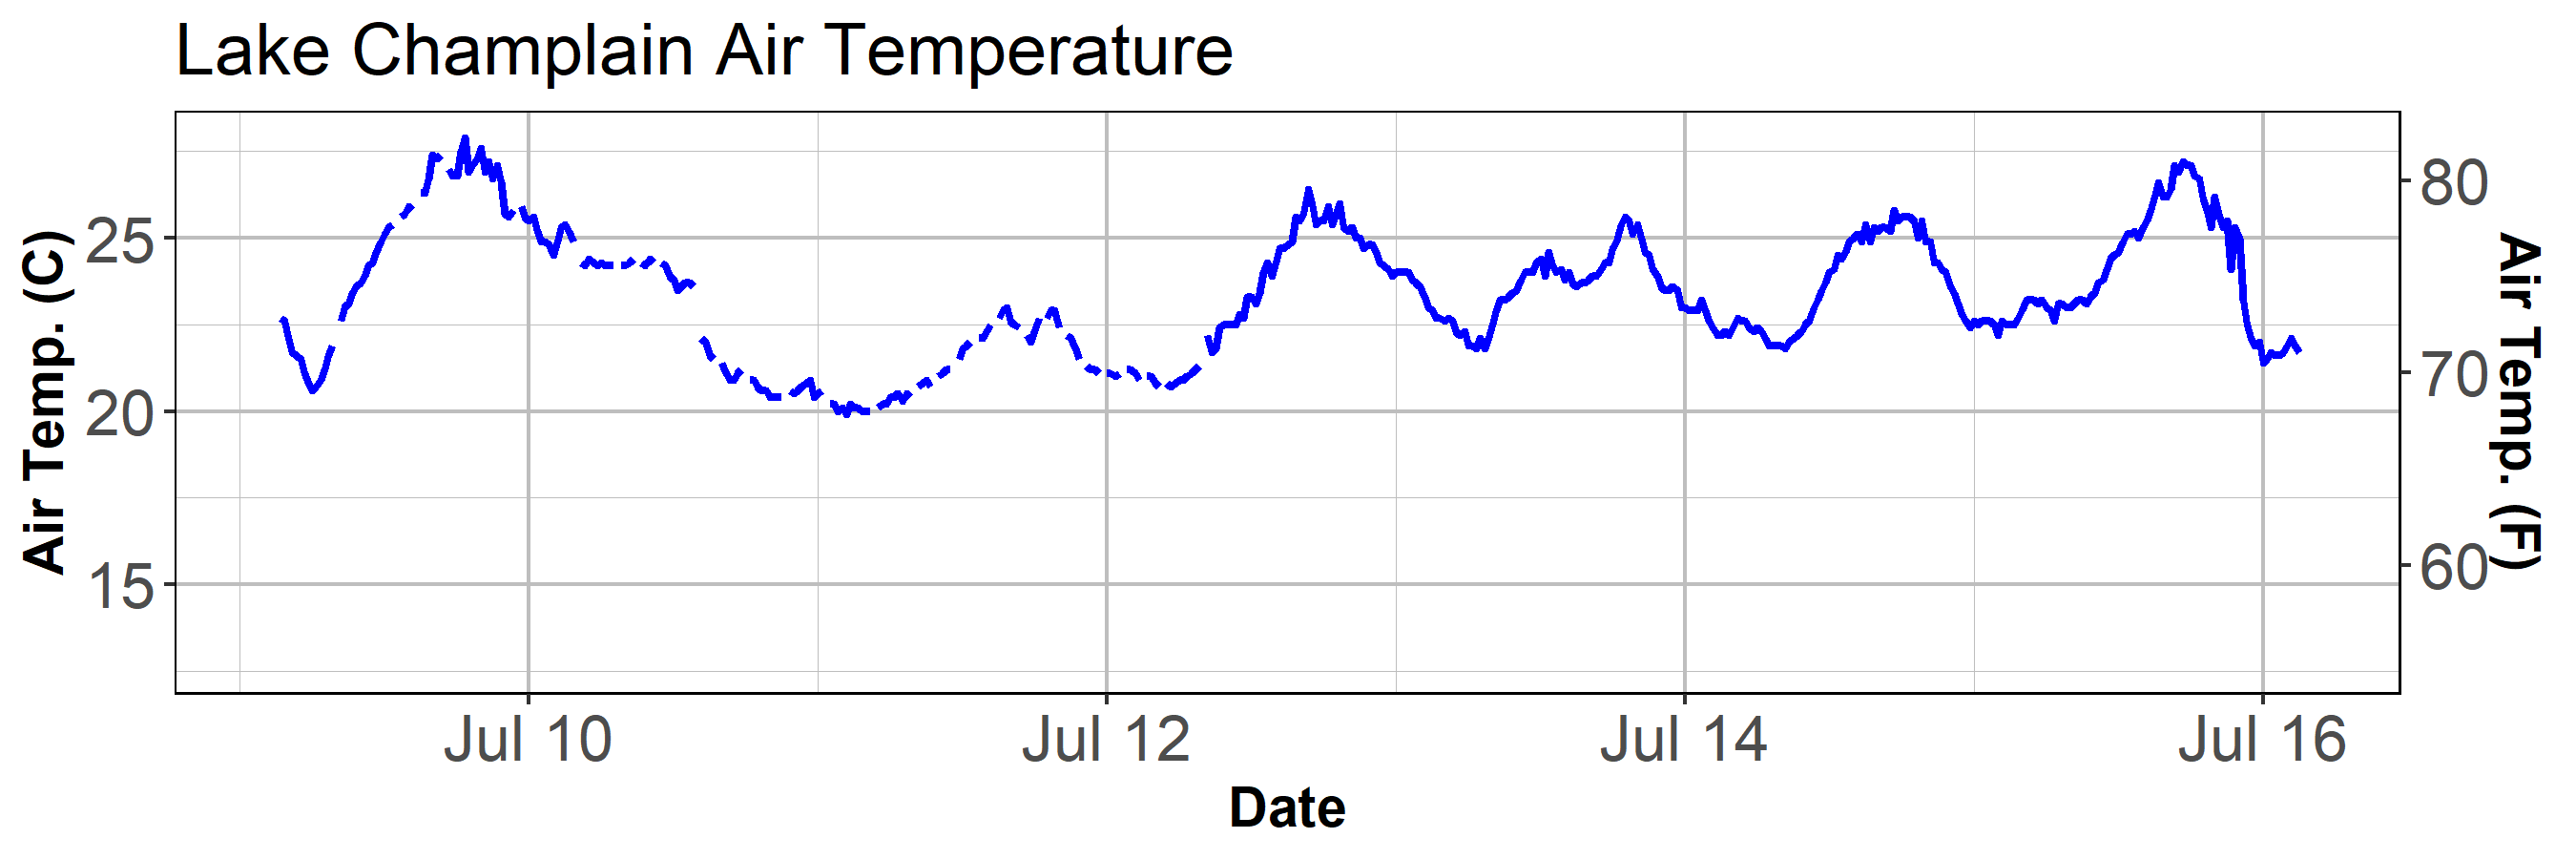 Lake Champlain Air Temperature
Air Temp. (C)
25
20
15
80
70
60
Air Temp. (F)
Jul 10
Jul 12
Jul 14
Jul 16
Date